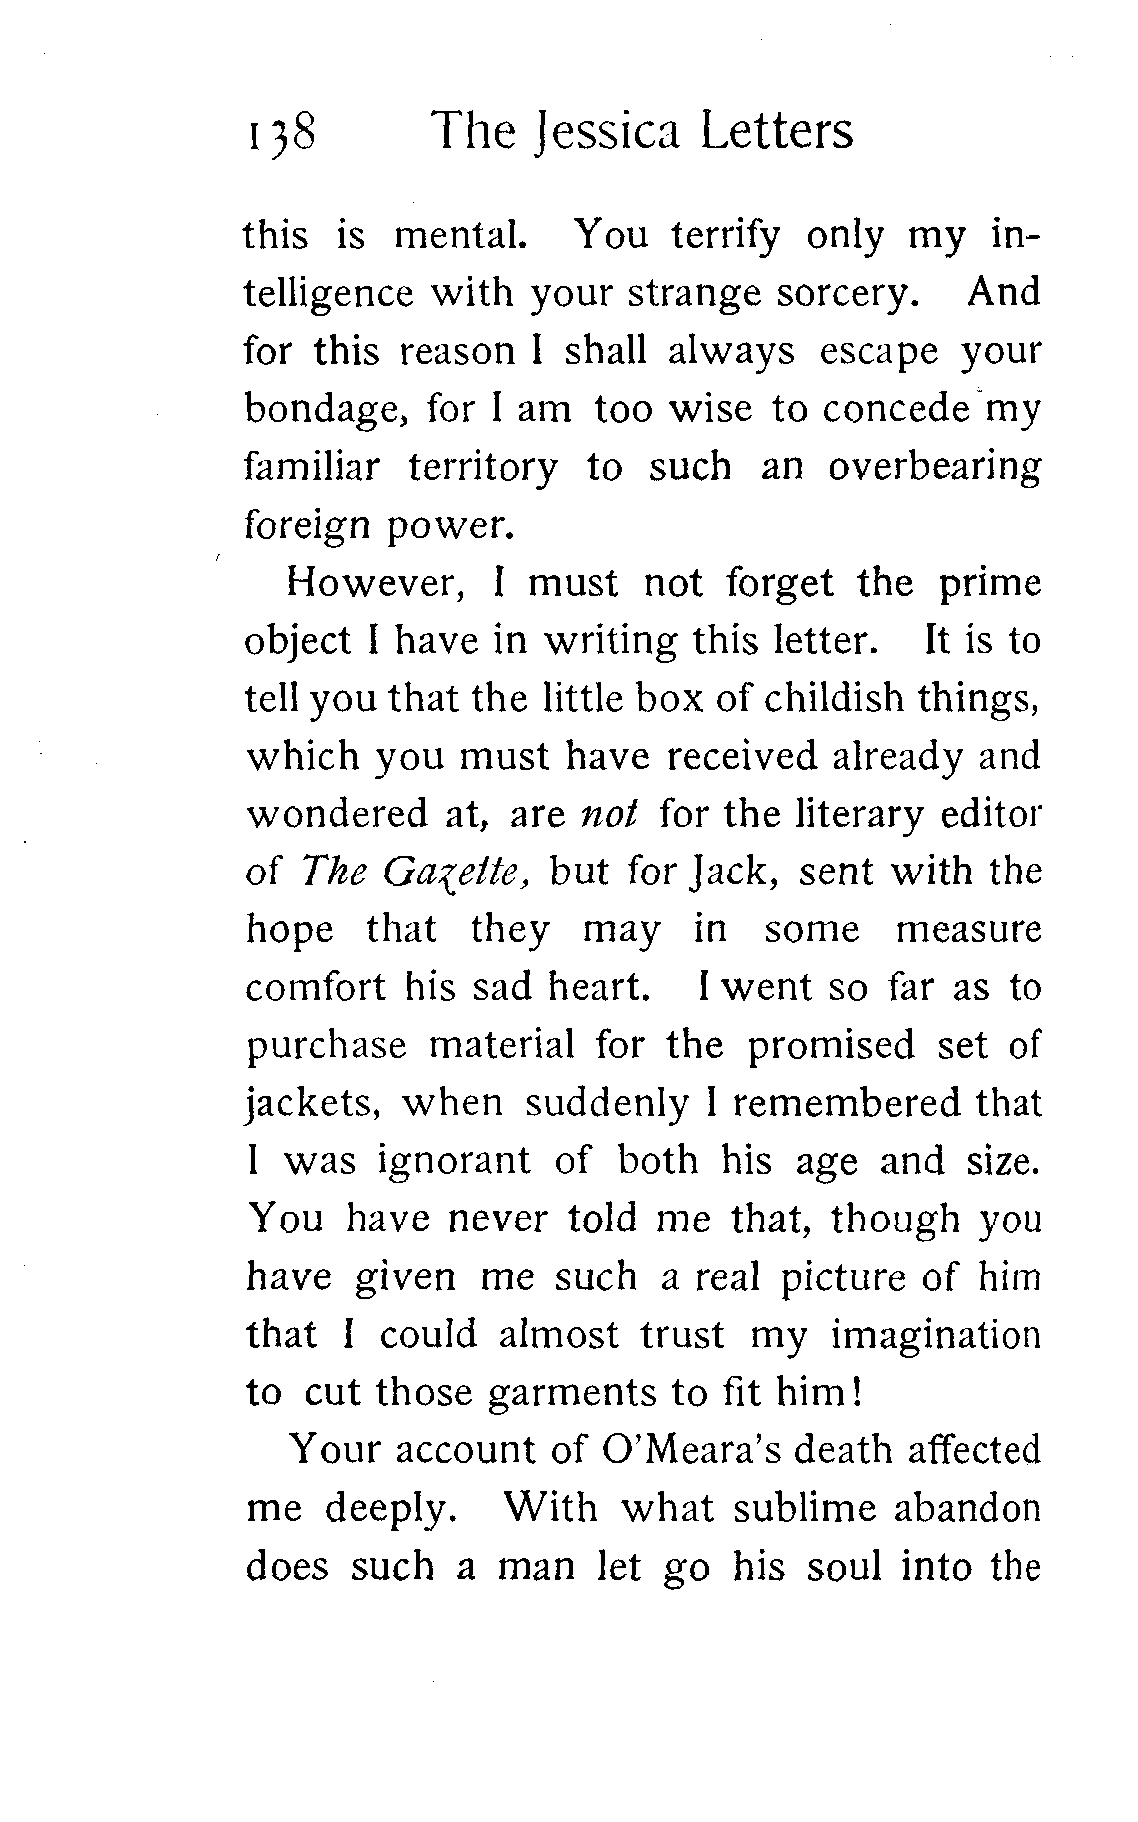 138 The Jessica Letters
this is mental. You terrify only my in-
telligence with your strange sorcery. And
for this reason I shall always escape your
bondage, for I am too wise to concede my
familiar territory to such an overbearing
foreign power.
However, I must not forget the prime
object I have in writing this letter. It is to
tell you that the little box of childish things,
which you must have received already and
wondered at, are not for the literary editor
of The Gazette, but for Jack, sent with the
hope that they may in some measure
comfort his sad heart. I went so far as to
purchase material for the promised set of
jackets, when suddenly I remembered that
I was ignorant of both his age and size.
You have never told me that, though you
have given me such a real picture of him
that I could almost trust my imagination
to cut those garments to fit him!
Your account of O'Meara's death affected
me deeply. With what sublime abandon
does such a man let go his soul into the